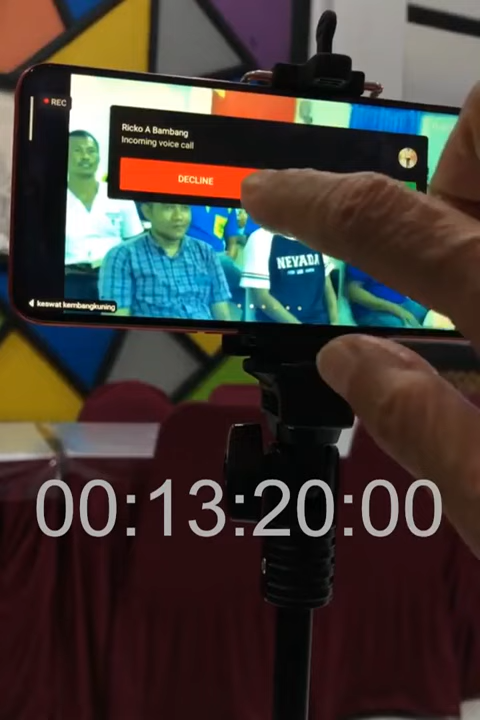 REC
Ricko A Bambang
Incoming voice call
DECLINE
NEVADA
keswat kembangkuning
00:13:20:00